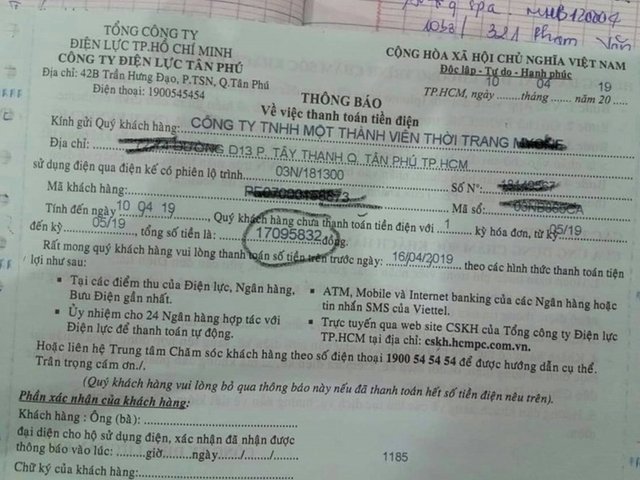 spa: MHB120004
321 Phạm Văn
TỔNG CÔNG TY
ĐIỆN LỰC TP.HỒ CHÍ MINH
CÔNG TY ĐIỆN LỰC TÂN PHÚ
Địa chỉ: 42B Trần Hưng Đạo, P.TSN, Q.Tân Phú
Điện thoại: 1900545454
CỘNG HÒA XÃ HỘI CHỦ NGHĨA VIỆT NAM
Độc lập - Tự do - Hạnh phúc
TP.HCM, ngày 10 tháng 04 năm 2019
THÔNG BÁO
Về việc thanh toán tiền điện
Kính gửi Quý khách hàng: CÔNG TY TNHH MỘT THÀNH VIÊN THỜI TRANG
Địa chỉ: ĐƯỜNG D13,P. TÂY THẠNH,Q. TÂN PHÚ,TP.HCM
sử dụng điện qua điện kế có phiên lộ trình 03N/181300 Số Nº:
Mã khách hàng: Mã số:
Tính đến ngày 10 04 19, Quý khách hàng chưa thanh toán tiền điện với 1 kỳ hóa đơn, từ kỳ 05/19
đến kỳ 05/19, tổng số tiền là: 17095832 đồng.
Rất mong quý khách hàng vui lòng thanh toán số tiền trên trước ngày: 16/04/2019 theo các hình thức thanh toán tiện
lợi như sau:
▪ Tại các điểm thu của Điện lực, Ngân hàng,
Bưu Điện gần nhất.
▪ Ủy nhiệm cho 24 Ngân hàng hợp tác với
Điện lực để thanh toán tự động.
▪ ATM, Mobile và Internet banking của các Ngân hàng hoặc
tin nhắn SMS của Viettel.
▪ Trực tuyến qua web site CSKH của Tổng công ty Điện lực
TP.HCM tại địa chỉ: cskh.hcmpc.com.vn.
Hoặc liên hệ Trung tâm Chăm sóc khách hàng theo số điện thoại 1900 54 54 54 để được hướng dẫn cụ thể.
Trân trọng cám ơn./.
(Quý khách hàng vui lòng bỏ qua thông báo này nếu đã thanh toán hết số tiền điện nêu trên).
Phần xác nhận của khách hàng:
Khách hàng : Ông (bà):
đại diện cho hộ sử dụng điện, xác nhận đã nhận được
thông báo vào lúc: ........giờ........ngày....../....../......
1185
Chữ ký của khách hàng: